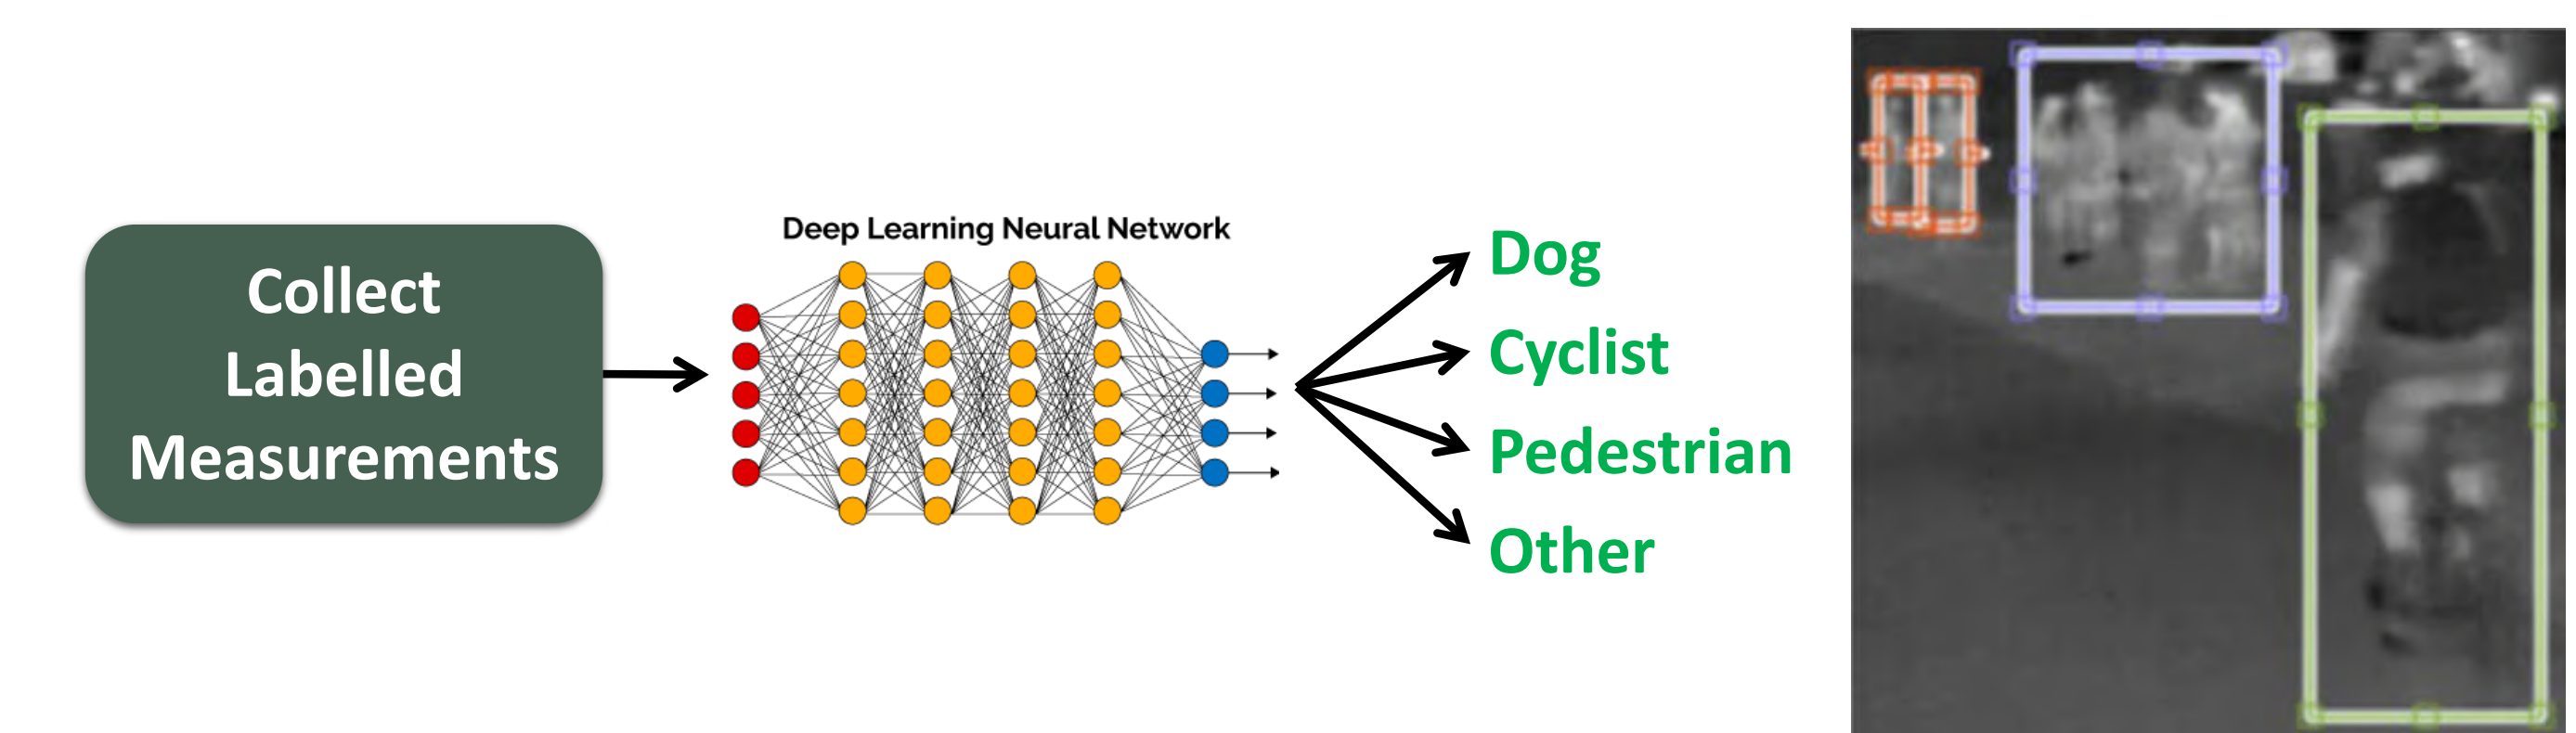 Collect
Labelled
Measurements
Deep Learning Neural Network
Dog
Cyclist
Pedestrian
Other